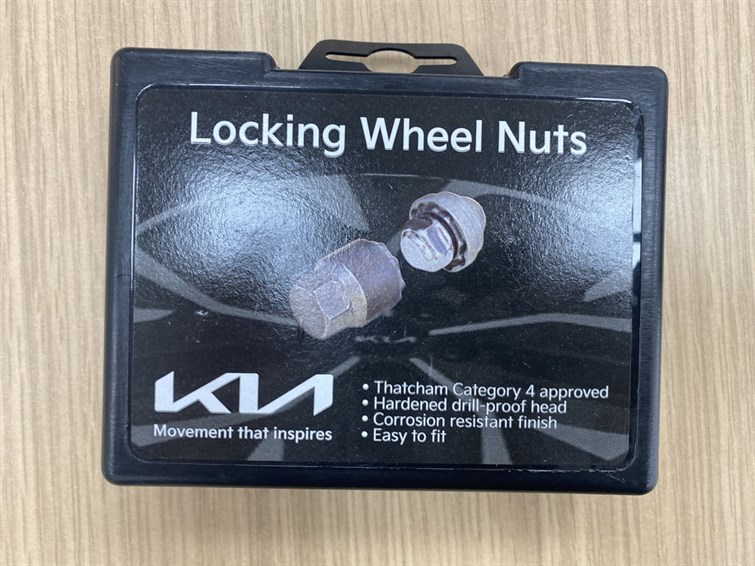 Locking Wheel Nuts
KIA
Movement that inspires
• Thatcham Category 4 approved
• Hardened drill-proof head
• Corrosion resistant finish
• Easy to fit